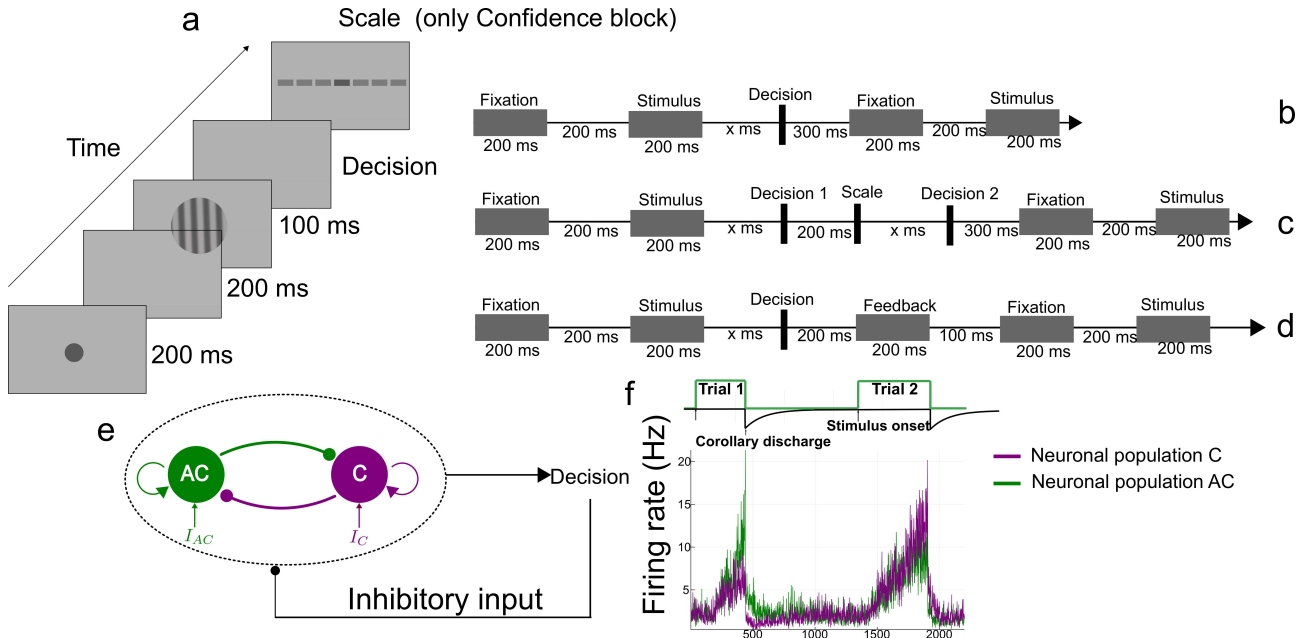 a
Scale (only Confidence block)
Time
Decision
100 ms
200 ms
200 ms
Fixation
Stimulus
Decision
Fixation
Stimulus
b
200 ms
x ms
300 ms
200 ms
200 ms
200 ms
200 ms
200 ms
Fixation
Stimulus
Decision 1
Scale
Decision 2
Fixation
Stimulus
c
200 ms
x ms
200 ms
x ms
300 ms
200 ms
200 ms
200 ms
200 ms
200 ms
Fixation
Stimulus
Decision
Feedback
Fixation
Stimulus
d
200 ms
x ms
200 ms
100 ms
200 ms
200 ms
200 ms
200 ms
200 ms
200 ms
e
AC
C
I_AC
I_C
Decision
Inhibitory input
f
Trial 1
Trial 2
Stimulus onset
Corollary discharge
Firing rate (Hz)
20
15
10
5
500
1000
1500
2000
Neuronal population C
Neuronal population AC